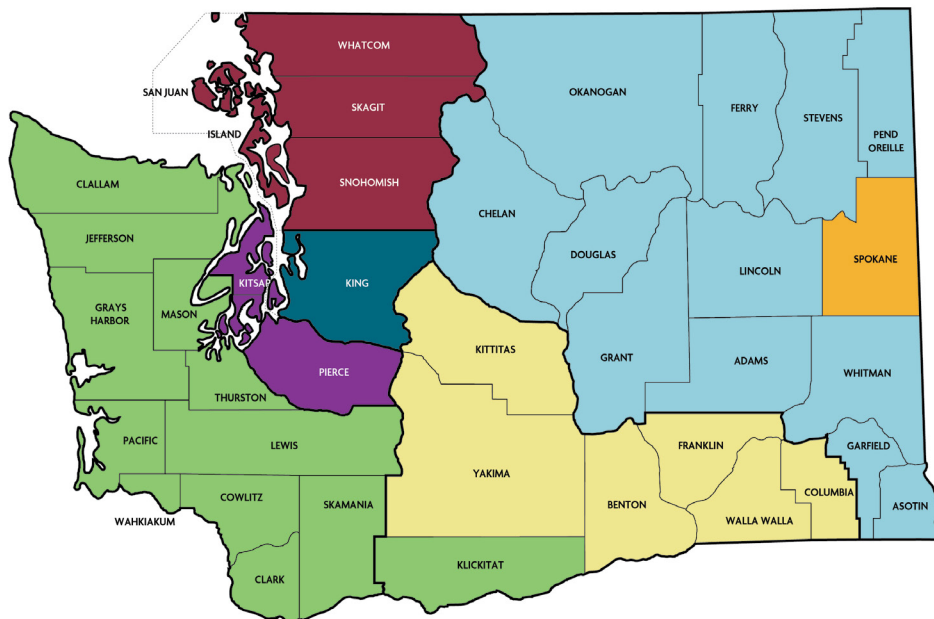 WHATCOM
SAN JUAN
SKAGIT
ISLAND
SNOHOMISH
OKANOGAN
FERRY
STEVENS
PEND
OREILLE
CLALLAM
JEFFERSON
CHELAN
DOUGLAS
LINCOLN
SPOKANE
KITSAP
KING
GRAYS
HARBOR
MASON
KITTITAS
GRANT
ADAMS
WHITMAN
PIERCE
THURSTON
PACIFIC
LEWIS
YAKIMA
FRANKLIN
GARFIELD
COLUMBIA
BENTON
ASOTIN
WALLA WALLA
COWLITZ
SKAMANIA
WAHKIAKUM
KLICKITAT
CLARK